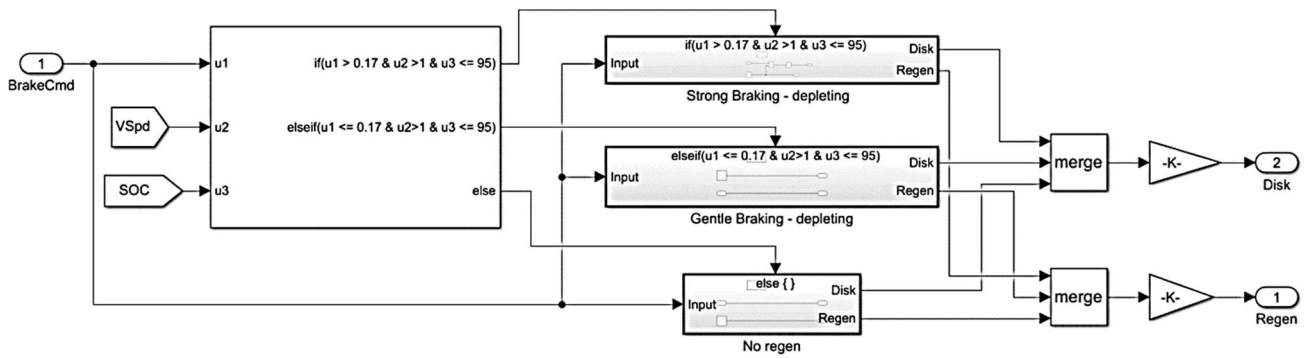 1
BrakeCmd
VSpd
SOC
u1
u2
u3
if(u1 > 0.17 & u2 >1 & u3 <= 95)
elseif(u1 <= 0.17 & u2>1 & u3 <= 95)
else
if(u1 > 0.17 & u2 >1 & u3 <= 95)
Input
Disk
Regen
Strong Braking - depleting
elseif(u1 <= 0.17 & u2>1 & u3 <= 95)
Input
Disk
Regen
Gentle Braking - depleting
else { }
Input
Disk
Regen
No regen
merge
-K-
2
Disk
merge
-K-
1
Regen